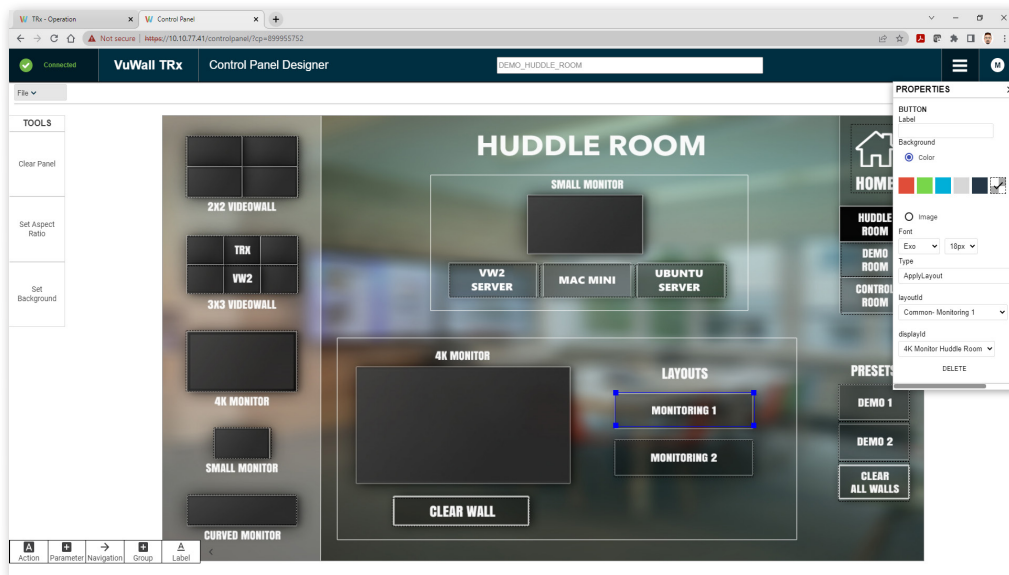 TRx - Operation
Control Panel
Not secure
https://10.10.77.41/controlpanel/?cp=899955752
Connected
VuWall TRx
Control Panel Designer
DEMO_HUDDLE_ROOM
M
File
TOOLS
Clear Panel
Set Aspect
Ratio
Set
Background
2X2 VIDEOWALL
TRX
VW2
3X3 VIDEOWALL
4K MONITOR
SMALL MONITOR
CURVED MONITOR
HUDDLE ROOM
SMALL MONITOR
VW2
SERVER
MAC MINI
UBUNTU
SERVER
4K MONITOR
CLEAR WALL
LAYOUTS
MONITORING 1
MONITORING 2
HOME
HUDDLE
ROOM
DEMO
ROOM
CONTROL
ROOM
PRESETS
DEMO 1
DEMO 2
CLEAR
ALL WALLS
PROPERTIES
BUTTON
Label
Background
Color
Image
Font
Exo
18px
Type
ApplyLayout
layoutId
Common- Monitoring 1
displayId
4K Monitor Huddle Room
DELETE
A
Action
Parameter
Navigation
Group
A
Label